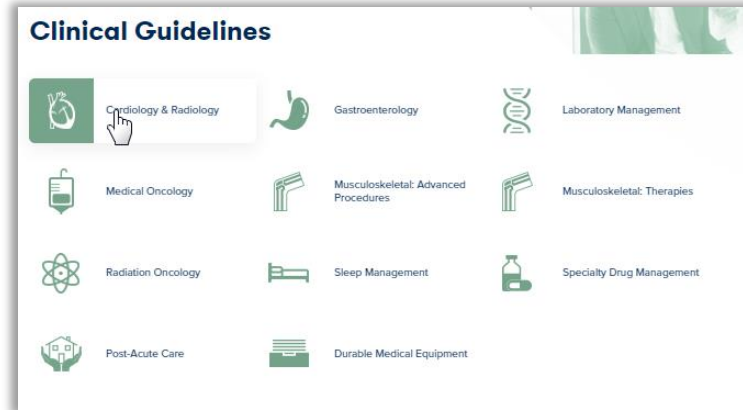 Clinical Guidelines
Cardiology & Radiology
Gastroenterology
Laboratory Management
Medical Oncology
Musculoskeletal: Advanced
Procedures
Musculoskeletal: Therapies
Radiation Oncology
Sleep Management
Specialty Drug Management
Post-Acute Care
Durable Medical Equipment